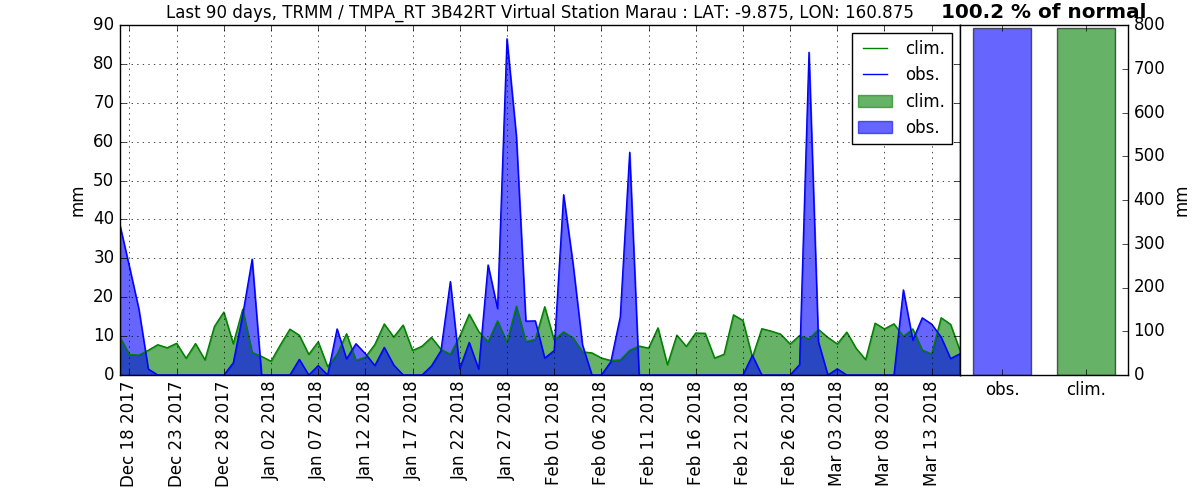 Last 90 days, TRMM / TMPA_RT 3B42RT Virtual Station Marau : LAT: -9.875, LON: 160.875
100.2 % of normal
90
80
70
60
50
40
30
20
10
0
mm
clim.
obs.
clim.
obs.
Dec 18 2017
Dec 23 2017
Dec 28 2017
Jan 02 2018
Jan 07 2018
Jan 12 2018
Jan 17 2018
Jan 22 2018
Jan 27 2018
Feb 01 2018
Feb 06 2018
Feb 11 2018
Feb 16 2018
Feb 21 2018
Feb 26 2018
Mar 03 2018
Mar 08 2018
Mar 13 2018
800
700
600
500
400
300
200
100
0
mm
obs.
clim.